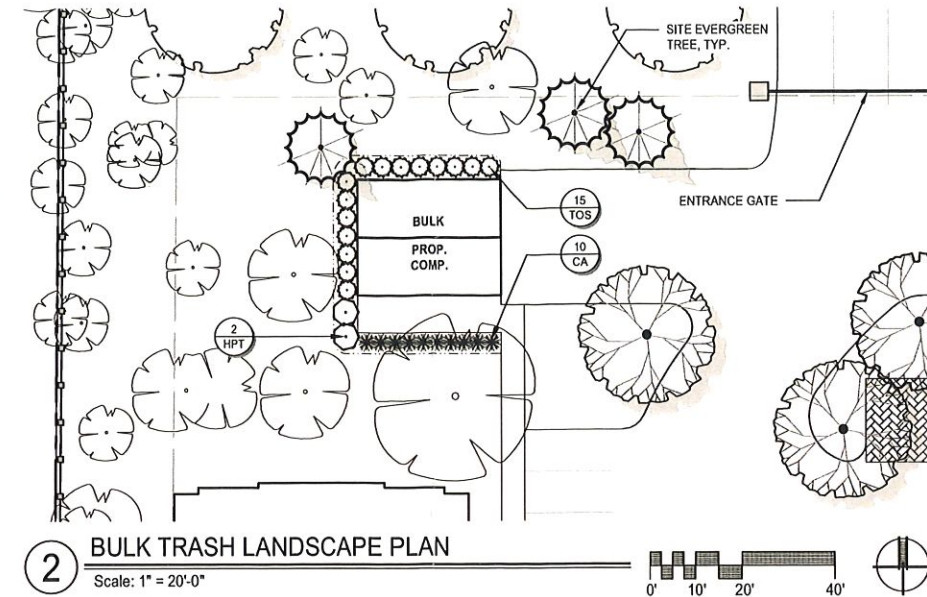 SITE EVERGREEN
TREE, TYP.
ENTRANCE GATE
15
TOS
BULK
10
CA
PROP.
COMP.
2
HPT
2
BULK TRASH LANDSCAPE PLAN
Scale: 1" = 20'-0"
0' 10' 20' 40'